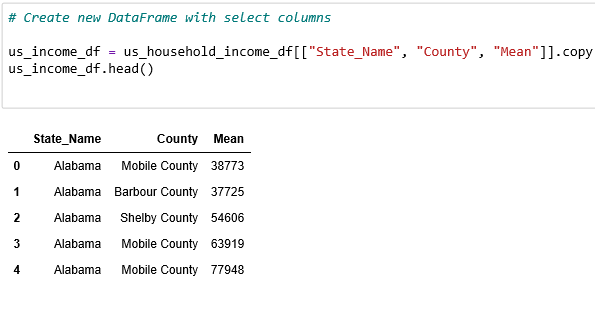 # Create new DataFrame with select columns
us_income_df = us_household_income_df[["State_Name", "County", "Mean"]].copy
us_income_df.head()
State_Name County Mean
0 Alabama Mobile County 38773
1 Alabama Barbour County 37725
2 Alabama Shelby County 54606
3 Alabama Mobile County 63919
4 Alabama Mobile County 77948